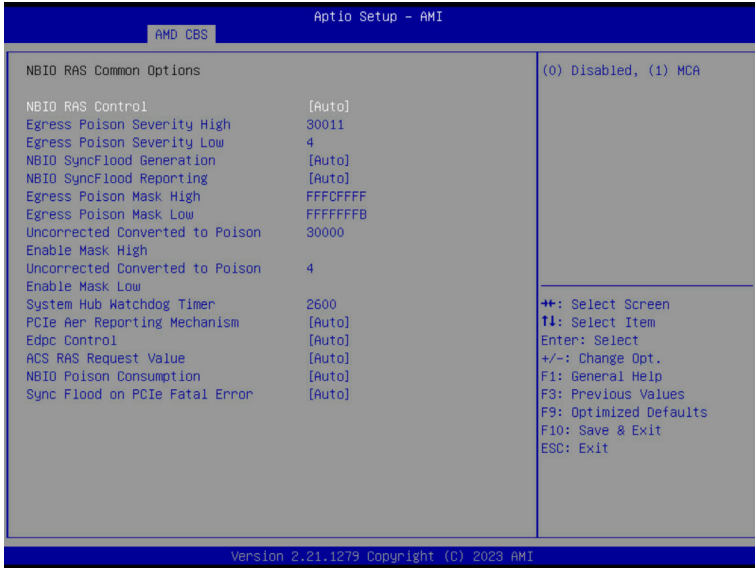 Aptio Setup – AMI
AMD CBS
NBIO RAS Common Options
(0) Disabled, (1) MCA
NBIO RAS Control [Auto]
Egress Poison Severity High 30011
Egress Poison Severity Low 4
NBIO SyncFlood Generation [Auto]
NBIO SyncFlood Reporting [Auto]
Egress Poison Mask High FFFCFFFF
Egress Poison Mask Low FFFFFFFB
Uncorrected Converted to Poison 30000
Enable Mask High
Uncorrected Converted to Poison 4
Enable Mask Low
System Hub Watchdog Timer 2600
PCIe Aer Reporting Mechanism [Auto]
Edpc Control [Auto]
ACS RAS Request Value [Auto]
NBIO Poison Consumption [Auto]
Sync Flood on PCIe Fatal Error [Auto]
→←: Select Screen
↑↓: Select Item
Enter: Select
+/-: Change Opt.
F1: General Help
F3: Previous Values
F9: Optimized Defaults
F10: Save & Exit
ESC: Exit
Version 2.21.1279 Copyright (C) 2023 AMI